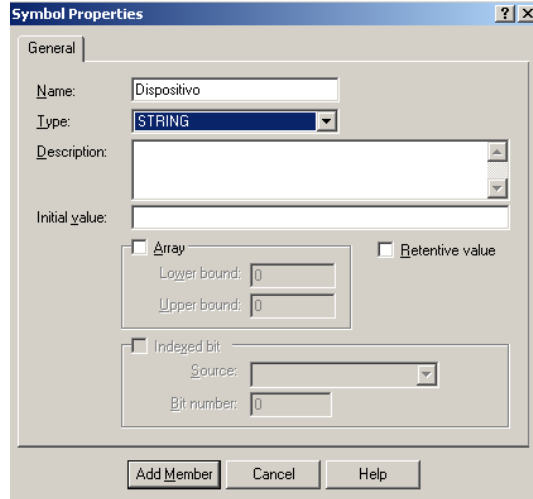 Symbol Properties
General
Name: Dispositivo
Type: STRING
Description:
Initial value:
Array
Retentive value
Lower bound: 0
Upper bound: 0
Indexed bit
Source:
Bit number: 0
Add Member Cancel Help